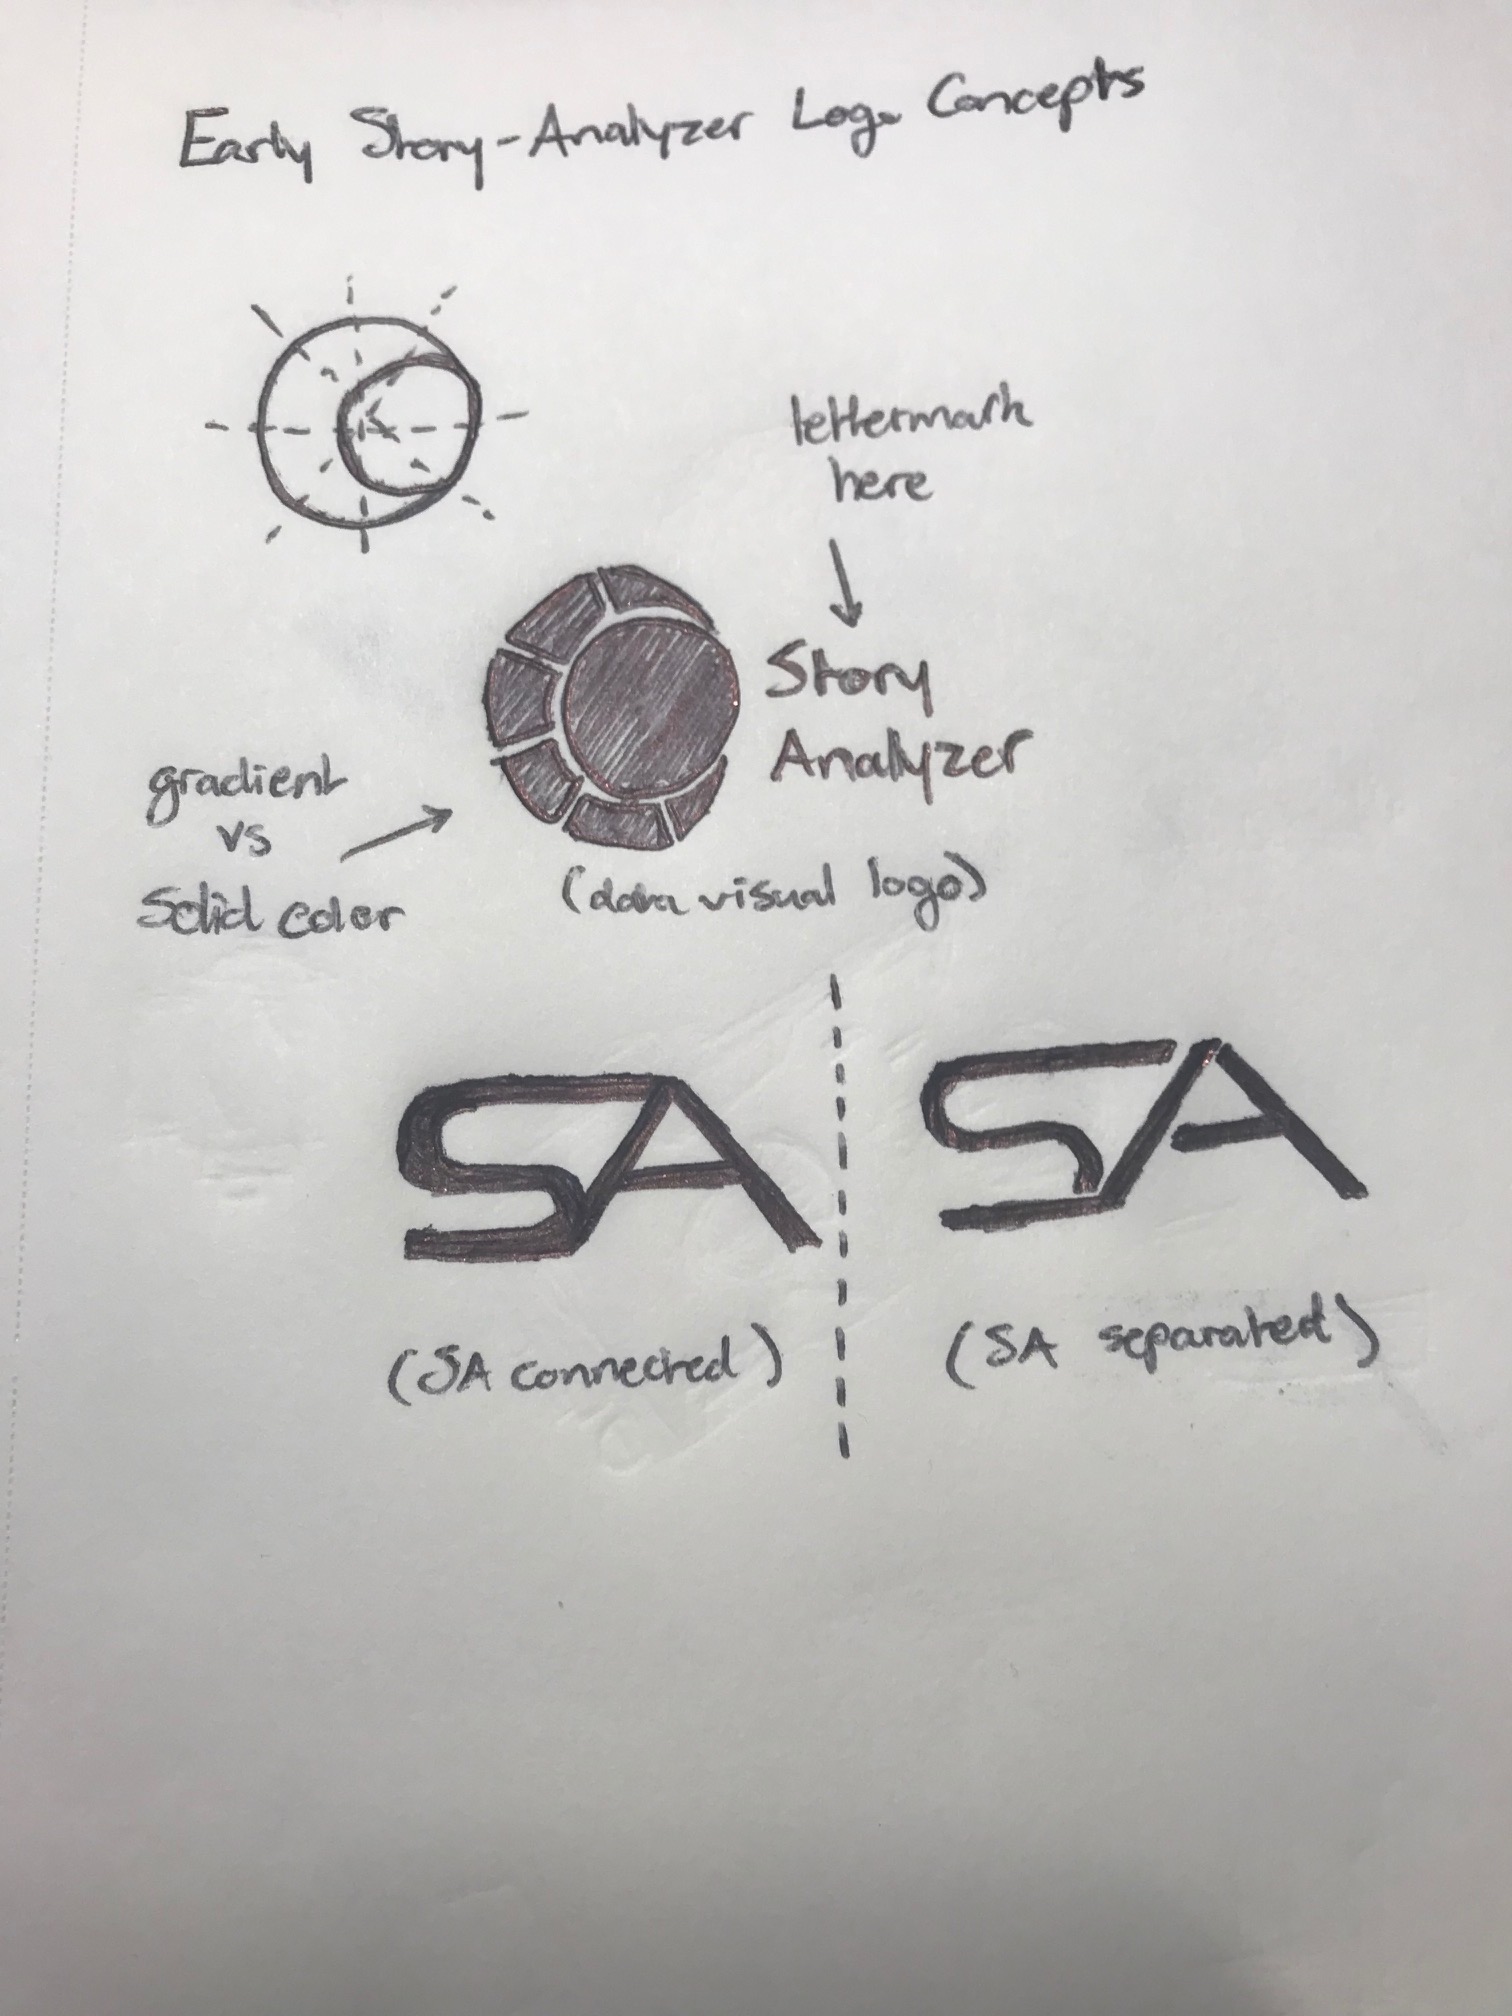 Early Story-Analyzer Logo Concepts
lettermark
here
Story
Analyzer
gradient
vs
Solid color
(data visual logo)
SA
SA
(SA connected)
(SA separated)